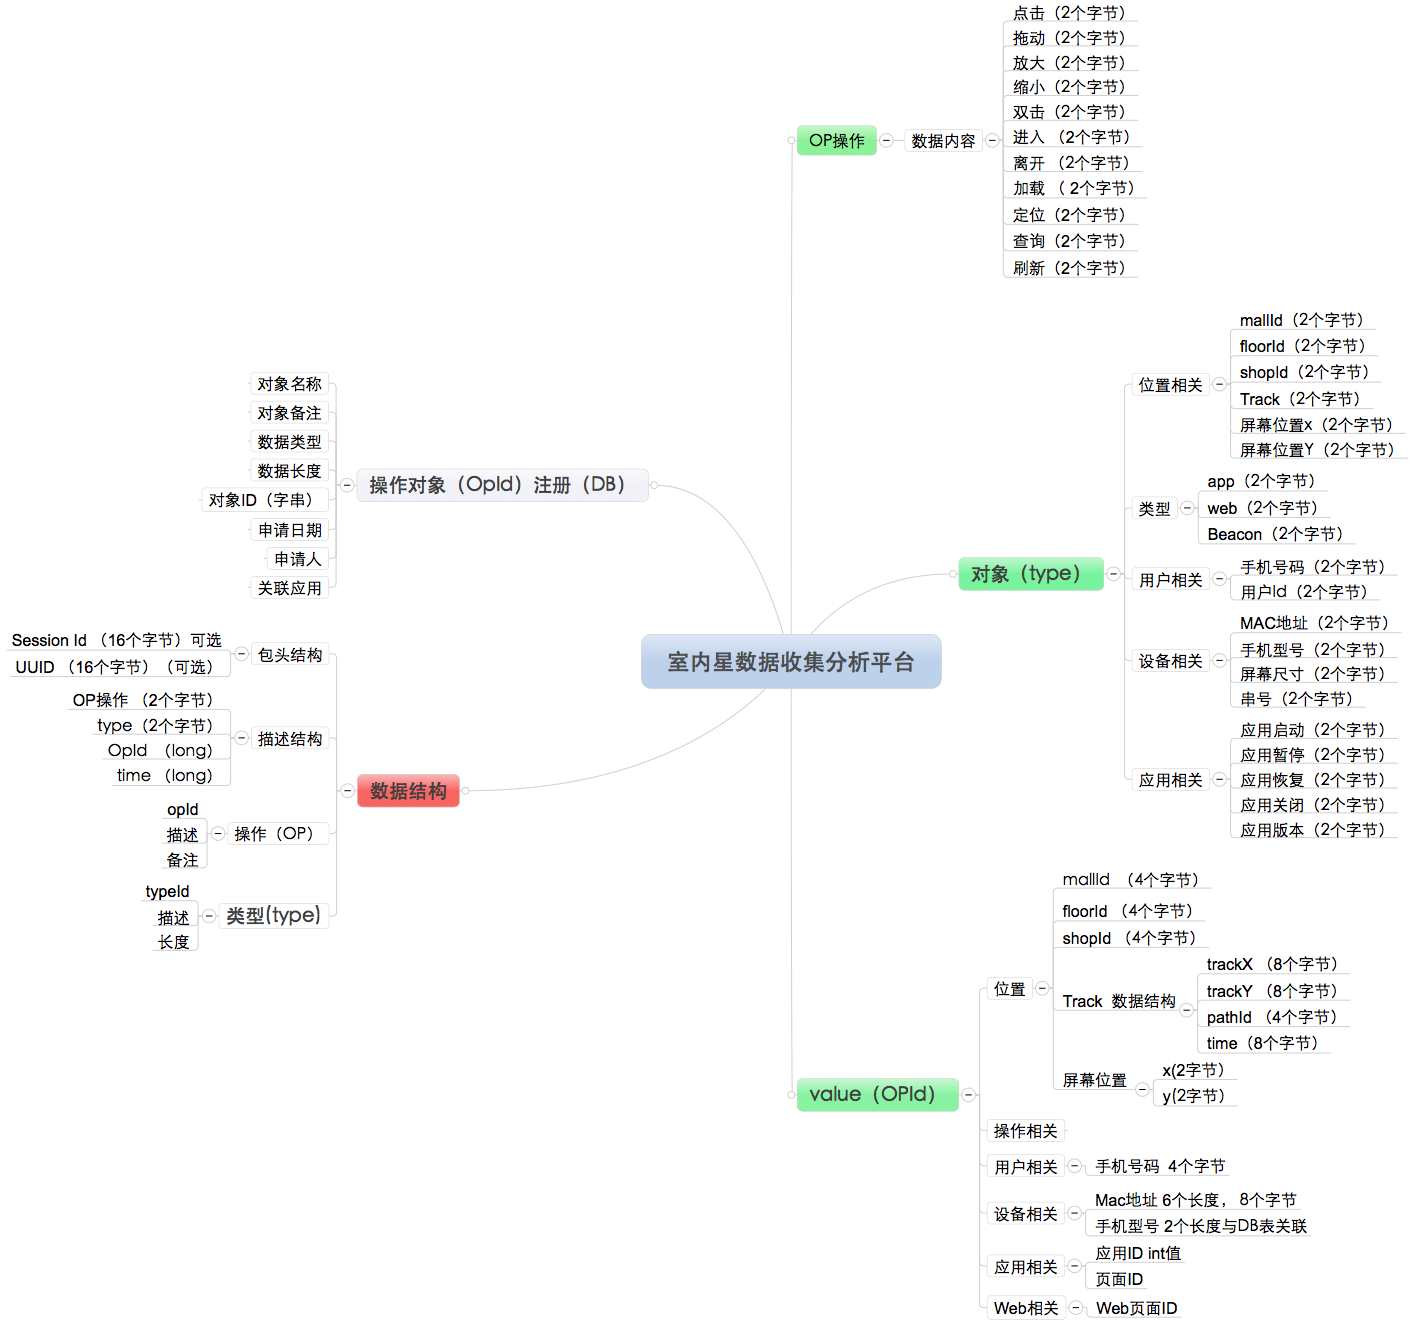 室内星数据收集分析平台
OP操作
数据内容
点击（2个字节）
拖动（2个字节）
放大（2个字节）
缩小（2个字节）
双击（2个字节）
进入 （2个字节）
离开 （2个字节）
加载 （ 2个字节）
定位（2个字节）
查询（2个字节）
刷新（2个字节）
对象（type）
位置相关
mallId（2个字节）
floorId（2个字节）
shopId（2个字节）
Track（2个字节）
屏幕位置x（2个字节）
屏幕位置Y（2个字节）
类型
app（2个字节）
web（2个字节）
Beacon（2个字节）
用户相关
手机号码（2个字节）
用户Id（2个字节）
设备相关
MAC地址（2个字节）
手机型号（2个字节）
屏幕尺寸（2个字节）
串号（2个字节）
应用相关
应用启动（2个字节）
应用暂停（2个字节）
应用恢复（2个字节）
应用关闭（2个字节）
应用版本（2个字节）
value（OPId）
位置
mallId （4个字节）
floorId （4个字节）
shopId （4个字节）
Track 数据结构
trackX （8个字节）
trackY （8个字节）
pathId （4个字节）
time（8个字节）
屏幕位置
x(2字节）
y(2字节）
操作相关
用户相关
手机号码 4个字节
设备相关
Mac地址 6个长度， 8个字节
手机型号 2个长度与DB表关联
应用相关
应用ID int值
页面ID
Web相关
Web页面ID
操作对象（OpId）注册（DB）
对象名称
对象备注
数据类型
数据长度
对象ID（字串）
申请日期
申请人
关联应用
数据结构
包头结构
Session Id （16个字节）可选
UUID （16个字节）（可选）
描述结构
OP操作 （2个字节）
type（2个字节）
OpId （long）
time （long）
操作（OP）
opId
描述
备注
类型(type)
typeId
描述
长度